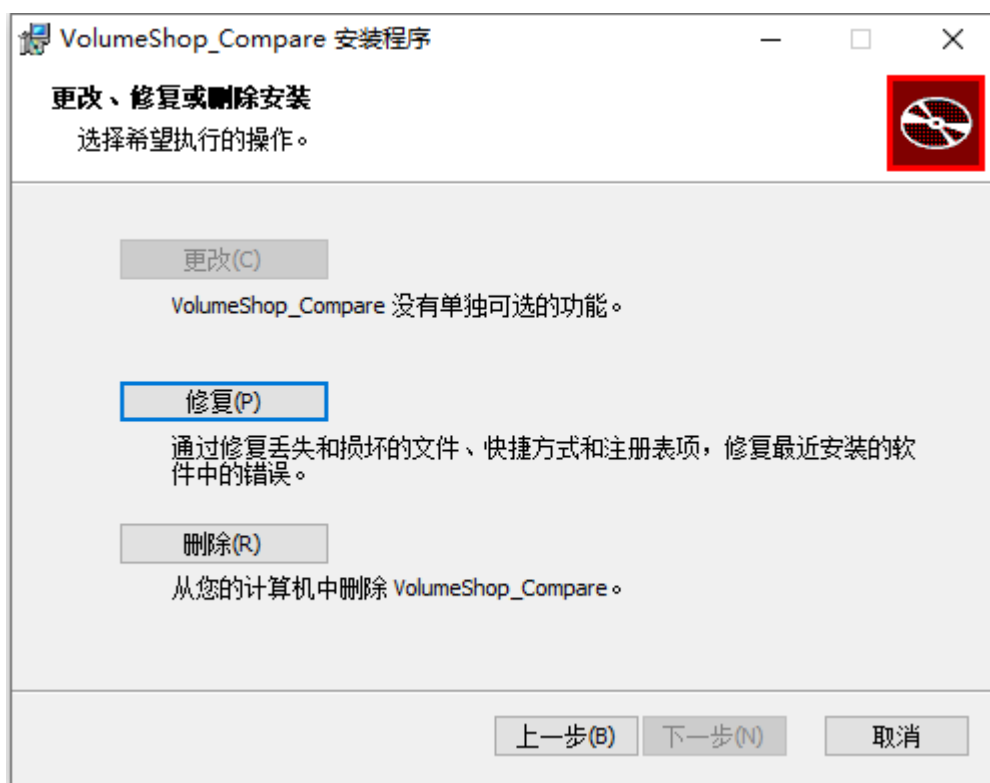 VolumeShop_Compare 安装程序
更改、修复或删除安装
选择希望执行的操作。
更改(C)
VolumeShop_Compare 没有单独可选的功能。
修复(P)
通过修复丢失和损坏的文件、快捷方式和注册表项，修复最近安装的软
件中的错误。
删除(R)
从您的计算机中删除 VolumeShop_Compare。
上一步(B) 下一步(N) 取消